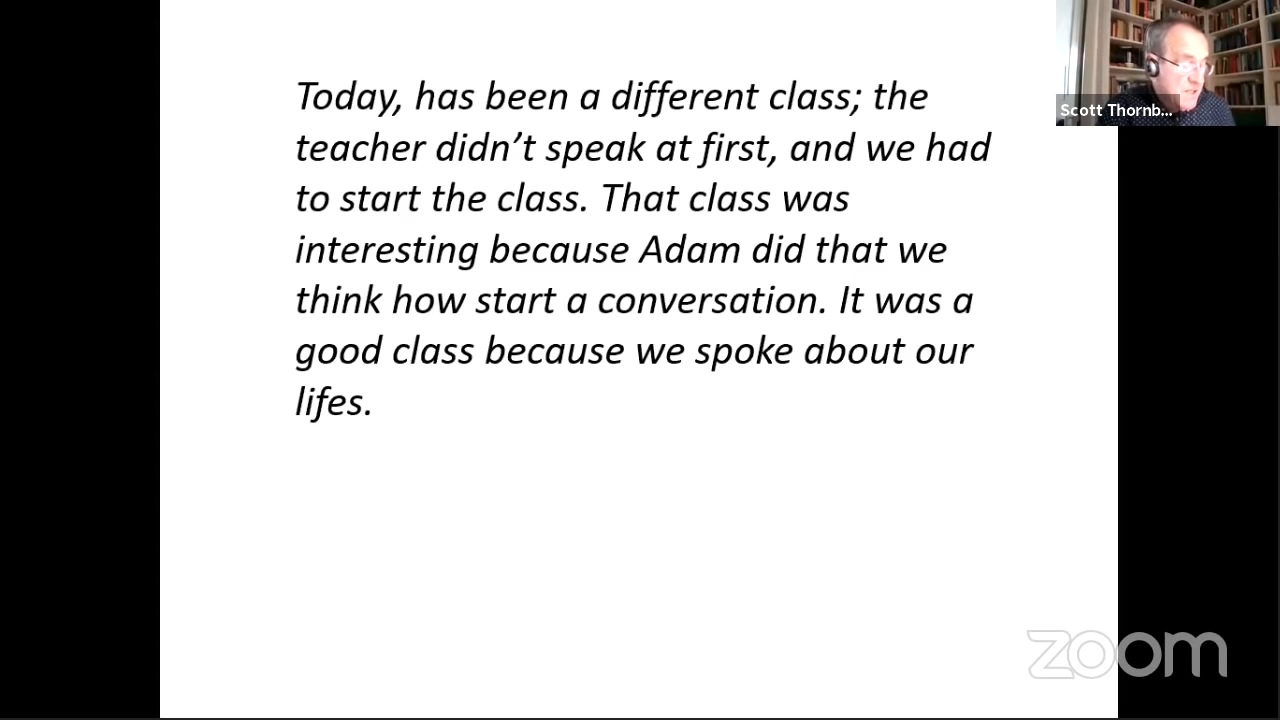 Today, has been a different class; the
teacher didn’t speak at first, and we had
to start the class. That class was
interesting because Adam did that we
think how start a conversation. It was a
good class because we spoke about our
lifes.
Scott Thornb...
zoom